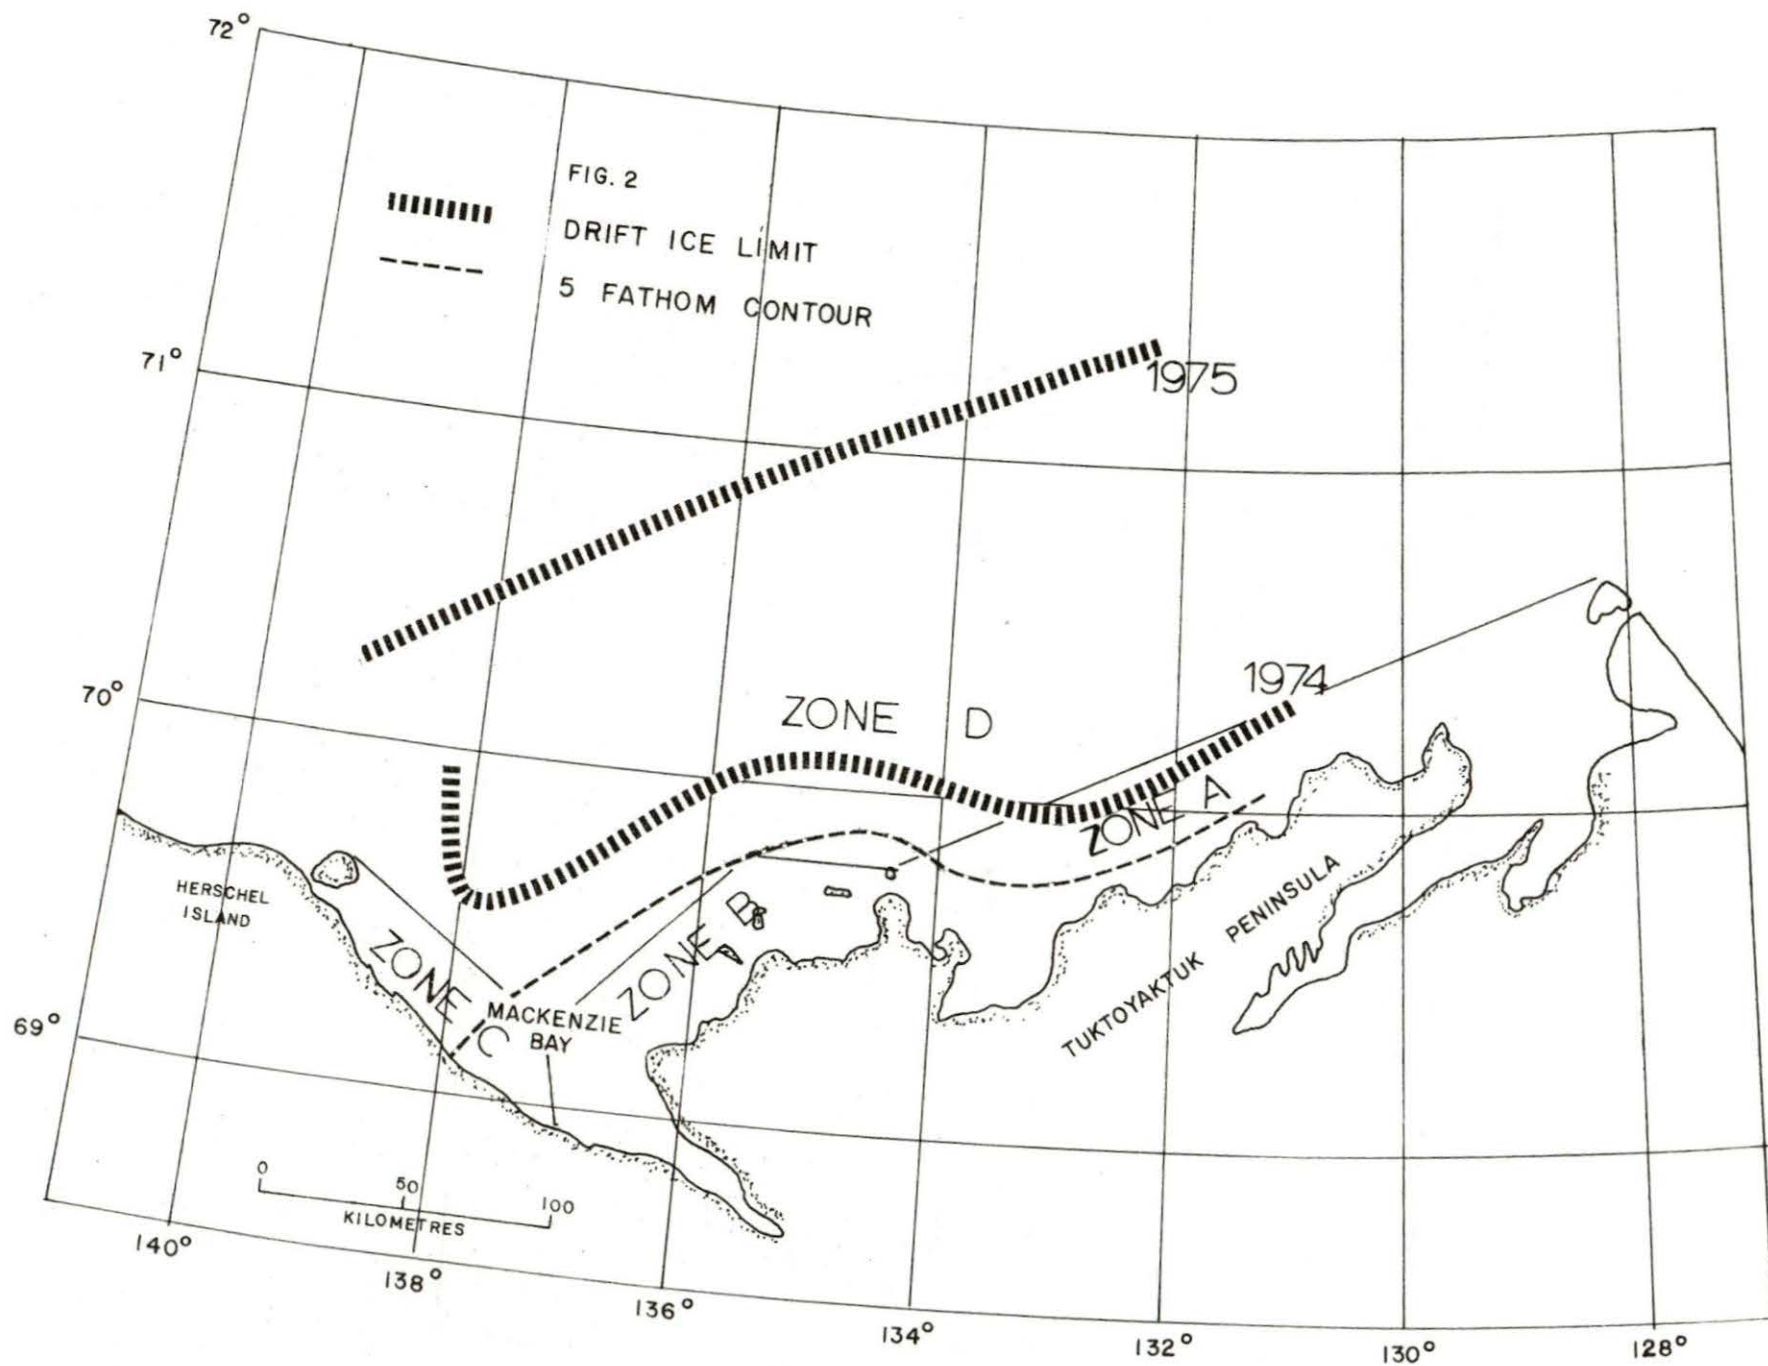 72°
FIG. 2
DRIFT ICE LIMIT
5 FATHOM CONTOUR
71°
1975
70°
1974
ZONE D
ZONE A
HERSCHEL
ISLAND
ZONE B
ZONE C
MACKENZIE
BAY
TUKTOYAKTUK PENINSULA
69°
0 50 100
KILOMETRES
140°
138°
136°
134°
132°
130°
128°